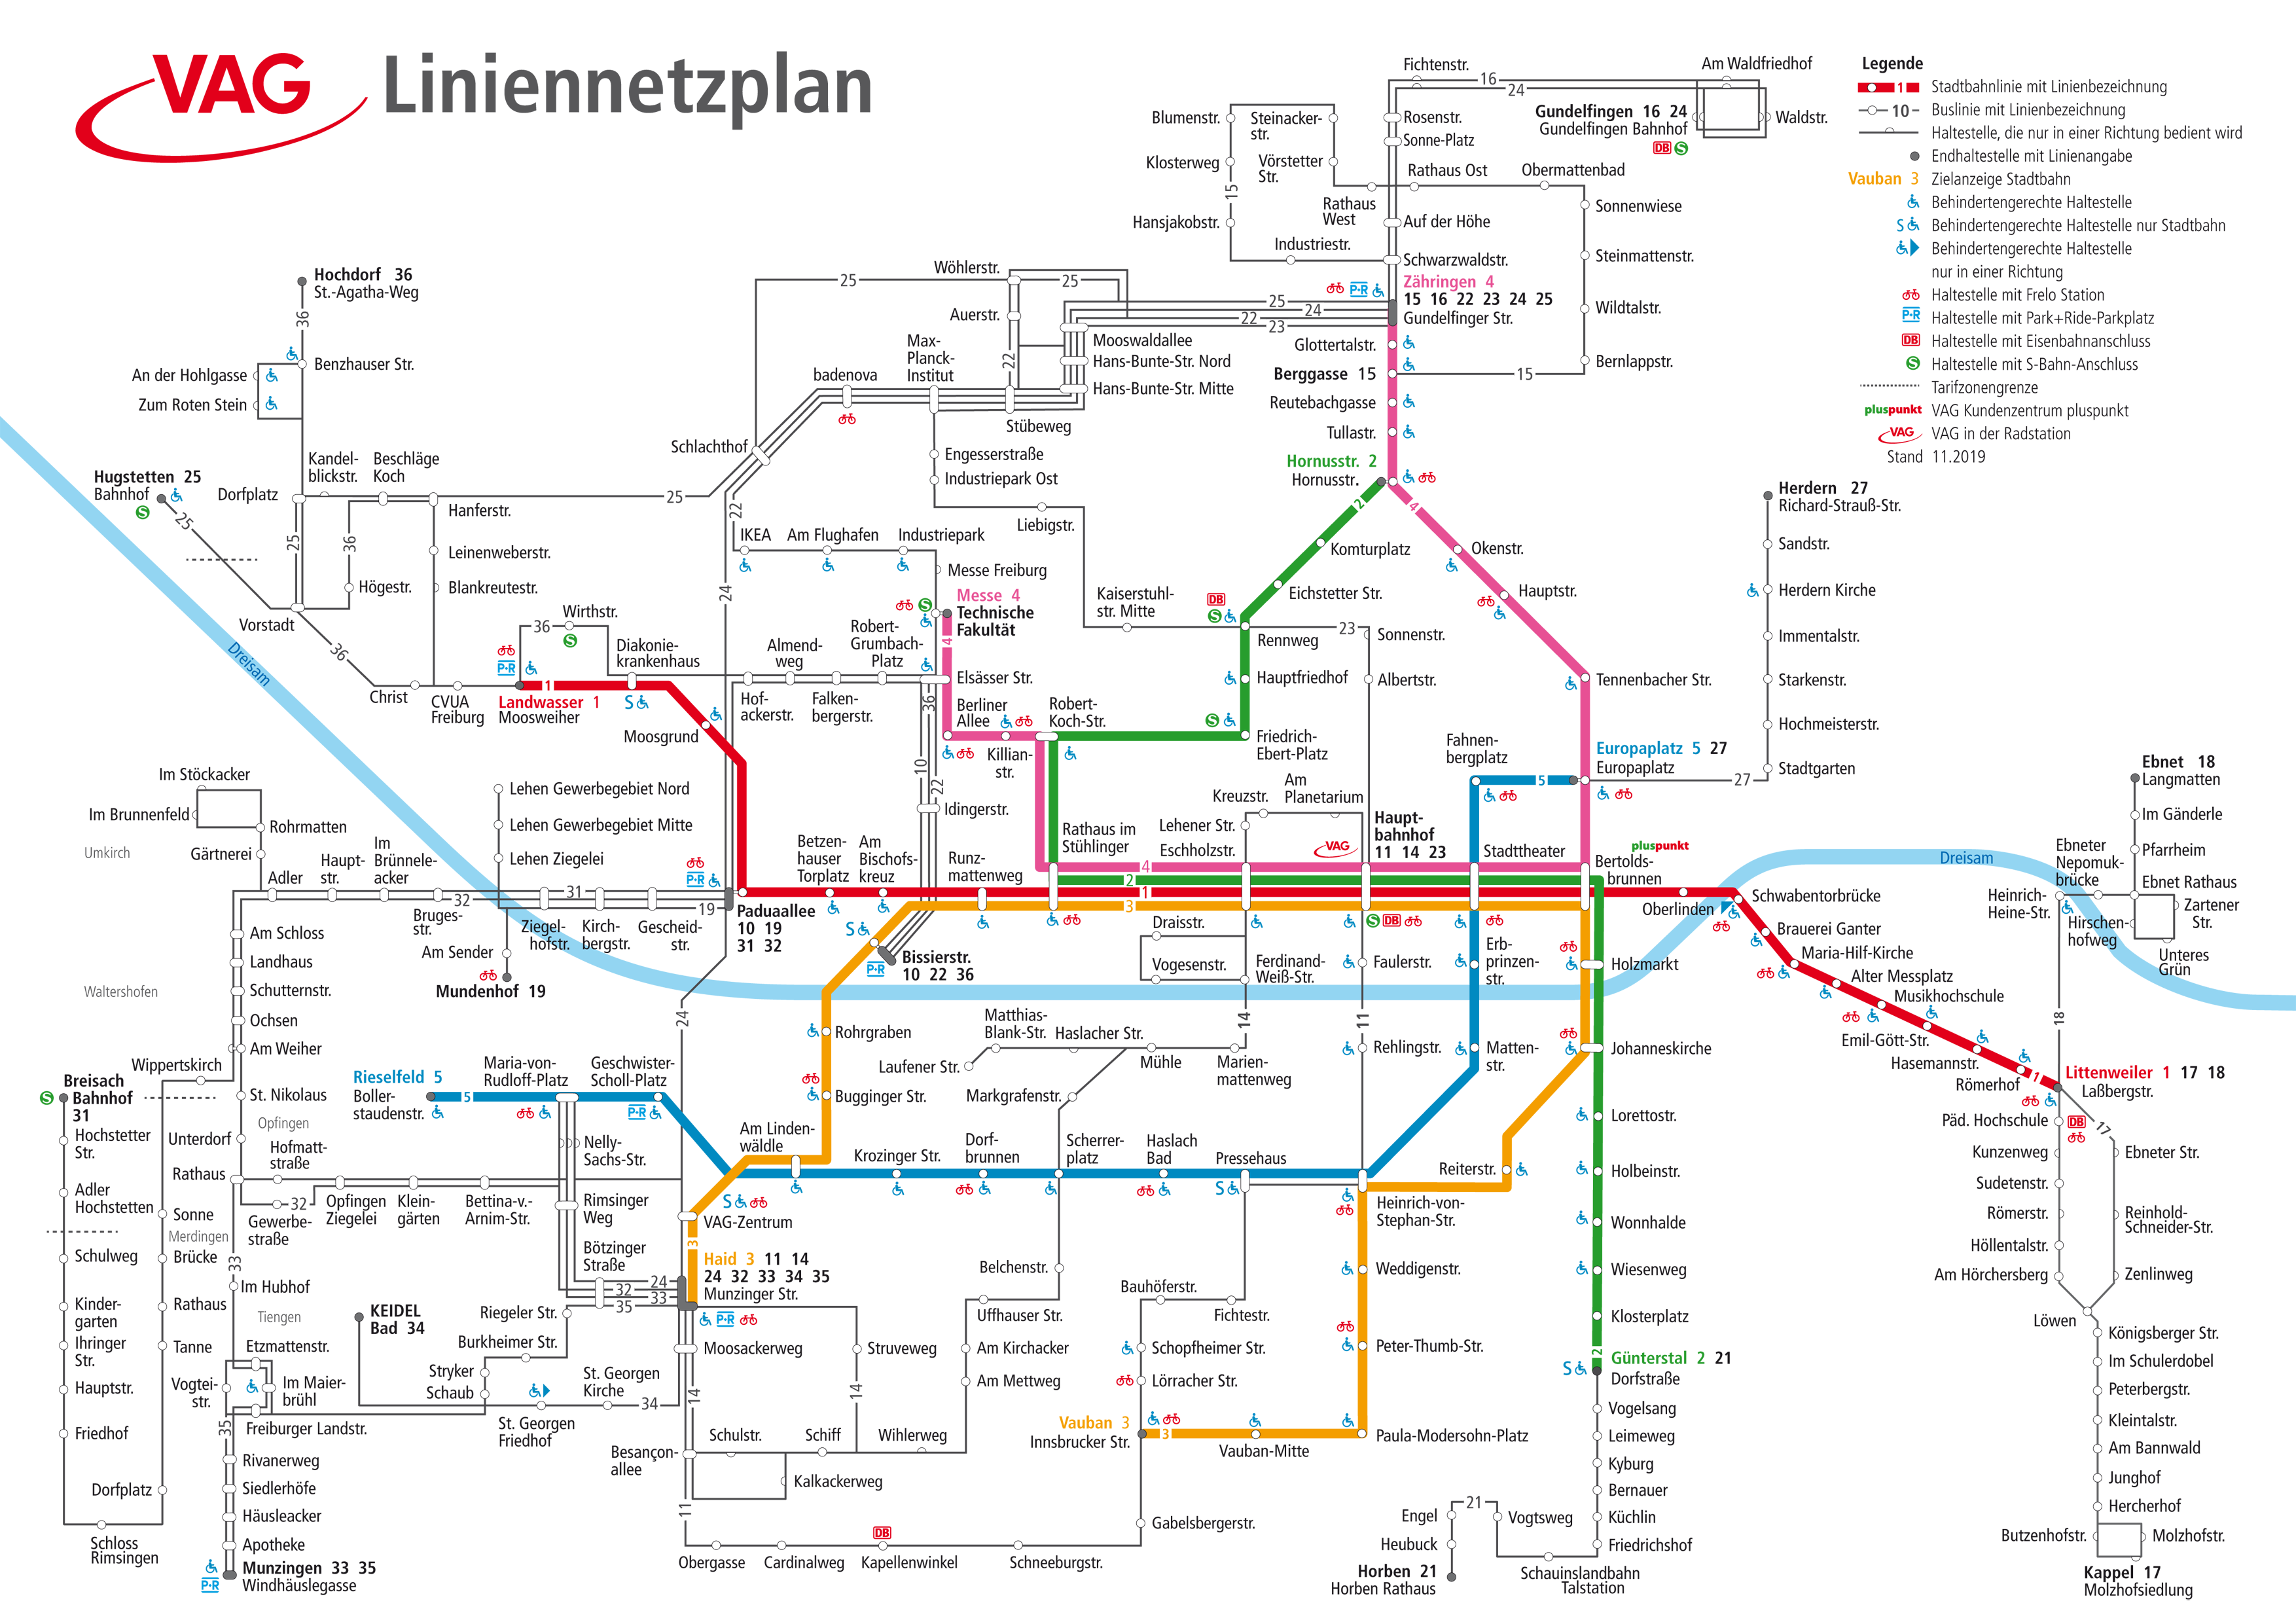 VAG Liniennetzplan
Legende
1 Stadtbahnlinie mit Linienbezeichnung
10 Buslinie mit Linienbezeichnung
Haltestelle, die nur in einer Richtung bedient wird
Endhaltestelle mit Linienangabe
Vauban 3 Zielanzeige Stadtbahn
Behindertengerechte Haltestelle
S Behindertengerechte Haltestelle nur Stadtbahn
Behindertengerechte Haltestelle
nur in einer Richtung
Haltestelle mit Frelo Station
P+R Haltestelle mit Park+Ride-Parkplatz
DB Haltestelle mit Eisenbahnanschluss
S Haltestelle mit S-Bahn-Anschluss
Tarifzonengrenze
pluspunkt VAG Kundenzentrum pluspunkt
VAG VAG in der Radstation
Stand 11.2019
Fichtenstr.
16
24
Am Waldfriedhof
Gundelfingen 16 24
Gundelfingen Bahnhof
DB S
Waldstr.
Blumenstr.
Steinacker-
str.
Rosenstr.
Sonne-Platz
Klosterweg
Vörstetter
Str.
Rathaus Ost
Obermattenbad
15
Rathaus
West
Sonnenwiese
Hansjakobstr.
Auf der Höhe
Industriestr.
Schwarzwaldstr.
Steinmattenstr.
Zähringen 4
15 16 22 23 24 25
Gundelfinger Str.
P+R
Wildtalstr.
Glottertalstr.
Berggasse 15
15
Bernlappstr.
Reutebachgasse
Tullastr.
Hornusstr. 2
Hornusstr.
2
4
Wöhlerstr.
25
25
25
24
22
23
Auerstr.
22
Max-
Planck-
Institut
Mooswaldallee
Hans-Bunte-Str. Nord
Hans-Bunte-Str. Mitte
badenova
Stübeweg
Schlachthof
Engesserstraße
Industriepark Ost
Liebigstr.
Hochdorf 36
St.-Agatha-Weg
36
Benzhauser Str.
An der Hohlgasse
Zum Roten Stein
Kandel-
blickstr.
Beschläge
Koch
Hugstetten 25
Bahnhof
S
25
Dorfplatz
25
Hanferstr.
25
36
Leinenweberstr.
Högestr.
Blankreutestr.
Vorstadt
36
Christ
CVUA
Freiburg
Dreisam
22
24
IKEA
Am Flughafen
Industriepark
Messe Freiburg
Messe 4
Technische
Fakultät
S
4
Wirthstr.
36
S
P+R
1
Landwasser 1
Moosweiher
Diakonie-
krankenhaus
S
Moosgrund
Hof-
ackerstr.
Almend-
weg
Falken-
bergerstr.
Robert-
Grumbach-
Platz
Elsässer Str.
36
Berliner
Allee
Killian-
str.
Robert-
Koch-Str.
10
22
Idingerstr.
Kaiserstuhl-
str. Mitte
DB
S
Rennweg
23
Sonnenstr.
Hauptfriedhof
Albertstr.
S
Friedrich-
Ebert-Platz
Komturplatz
Eichstetter Str.
Okenstr.
Hauptstr.
Tennenbacher Str.
Herdern 27
Richard-Strauß-Str.
Sandstr.
Herdern Kirche
Immentalstr.
Starkenstr.
Hochmeisterstr.
Stadtgarten
27
Fahnen-
bergplatz
5
Europaplatz 5 27
Europaplatz
Am
Planetarium
Kreuzstr.
Lehener Str.
Eschholzstr.
VAG
Haupt-
bahnhof
11 14 23
S DB
Stadttheater
pluspunkt
Bertolds-
brunnen
Rathaus im
Stühlinger
4
2
1
3
Im Stöckacker
Im Brunnenfeld
Rohrmatten
Umkirch
Gärtnerei
Adler
Haupt-
str.
Im
Brünnele-
acker
32
Bruges-
str.
31
Lehen Gewerbegebiet Nord
Lehen Gewerbegebiet Mitte
Lehen Ziegelei
Ziegel-
hofstr.
Kirch-
bergstr.
Gescheid-
str.
19
P+R
Am Sender
Mundenhof 19
Paduaallee
10 19
31 32
Betzen-
hauser
Torplatz
Am
Bischofs-
kreuz
Runz-
mattenweg
S
P+R
Bissierstr.
10 22 36
Draisstr.
Vogesenstr.
Ferdinand-
Weiß-Str.
Faulerstr.
Erb-
prinzen-
str.
Holzmarkt
Oberlinden
Schwabentorbrücke
Brauerei Ganter
Maria-Hilf-Kirche
Alter Messplatz
Musikhochschule
Emil-Gött-Str.
Hasemannstr.
Römerhof
1
Littenweiler 1 17 18
Laßbergstr.
Dreisam
Ebnet 18
Langmatten
Im Gänderle
Pfarrheim
Ebnet Rathaus
Ebneter
Nepomuk-
brücke
Heinrich-
Heine-Str.
Hirschen-
hofweg
Zartener
Str.
Unteres
Grün
18
Am Schloss
Landhaus
Waltershofen
Schutternstr.
Ochsen
Am Weiher
Wippertskirch
St. Nikolaus
Opfingen
Unterdorf
Rathaus
Hofmatt-
straße
32
Gewerbe-
straße
Opfingen
Ziegelei
Klein-
gärten
Bettina-v.-
Arnim-Str.
Breisach
Bahnhof
31
S
Hochstetter
Str.
Adler
Hochstetten
Schulweg
Kinder-
garten
Ihringer
Str.
Hauptstr.
Friedhof
Schloss
Rimsingen
Sonne
Merdingen
Brücke
Rathaus
Tanne
Dorfplatz
33
Im Hubhof
Tiengen
Etzmattenstr.
Vogtei-
str.
Im Maier-
brühl
Freiburger Landstr.
35
Rivanerweg
Siedlerhöfe
Häusleacker
Apotheke
P+R
Munzingen 33 35
Windhäuslegasse
Rieselfeld 5
Boller-
staudenstr.
5
Maria-von-
Rudloff-Platz
Geschwister-
Scholl-Platz
P+R
24
Nelly-
Sachs-Str.
Rimsinger
Weg
Bötzinger
Straße
24
32
33
35
KEIDEL
Bad 34
Riegeler Str.
Burkheimer Str.
Stryker
Schaub
St. Georgen
Friedhof
St. Georgen
Kirche
34
S
VAG-Zentrum
3
Haid 3 11 14
24 32 33 34 35
Munzinger Str.
P+R
Moosackerweg
Struveweg
14
14
Besançon-
allee
Schulstr.
Schiff
Wihlerweg
Kalkackerweg
11
Obergasse
Cardinalweg
DB
Kapellenwinkel
Schneeburgstr.
Gabelsbergerstr.
Rohrgraben
Bugginger Str.
Am Linden-
wäldle
Krozinger Str.
Dorf-
brunnen
Scherrer-
platz
Haslach
Bad
Pressehaus
S
Laufener Str.
Matthias-
Blank-Str.
Haslacher Str.
Mühle
Marien-
mattenweg
14
11
Markgrafenstr.
Rehlingstr.
Matten-
str.
Johanneskirche
Belchenstr.
Uffhauser Str.
Am Kirchacker
Am Mettweg
Bauhöferstr.
Fichtestr.
Schopfheimer Str.
Lörracher Str.
Vauban 3
Innsbrucker Str.
3
Vauban-Mitte
Paula-Modersohn-Platz
Heinrich-von-
Stephan-Str.
Weddigenstr.
Peter-Thumb-Str.
Reiterstr.
Lorettostr.
Holbeinstr.
Wonnhalde
Wiesenweg
Klosterplatz
2
S
Günterstal 2 21
Dorfstraße
Vogelsang
Leimeweg
Kyburg
Bernauer
Küchlin
Friedrichshof
Schauinslandbahn
Talstation
21
Vogtsweg
Engel
Heubuck
Horben 21
Horben Rathaus
Päd. Hochschule
DB
17
Kunzenweg
Sudetenstr.
Römerstr.
Höllentalstr.
Am Hörchersberg
Ebneter Str.
Reinhold-
Schneider-Str.
Zenlinweg
Löwen
Königsberger Str.
Im Schulerdobel
Peterbergstr.
Kleintalstr.
Am Bannwald
Junghof
Hercherhof
Butzenhofstr.
Molzhofstr.
Kappel 17
Molzhofsiedlung